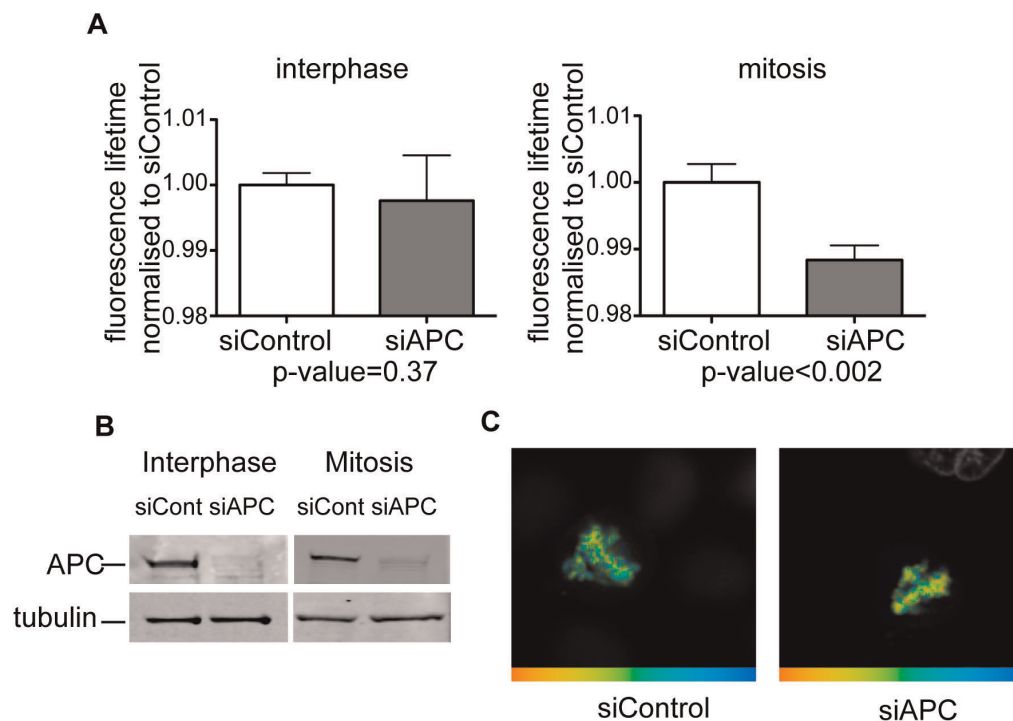 A
interphase
fluorescence lifetime
normalised to siControl
1.01
1.00
0.99
0.98
siControl siAPC
p-value=0.37
mitosis
fluorescence lifetime
normalised to siControl
1.01
1.00
0.99
0.98
siControl siAPC
p-value<0.002
B
Interphase Mitosis
siCont siAPC siCont siAPC
APC
tubulin
C
siControl siAPC